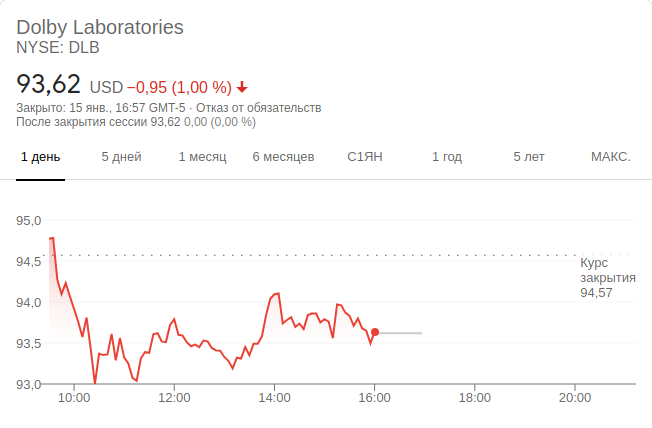 Dolby Laboratories
NYSE: DLB
93,62 USD −0,95 (1,00 %)
Закрыто: 15 янв., 16:57 GMT-5 · Отказ от обязательств
После закрытия сессии 93,62 0,00 (0,00 %)
1 день 5 дней 1 месяц 6 месяцев С1ЯН 1 год 5 лет МАКС.
95,0
94,5
94,0
93,5
93,0
Курс
закрытия
94,57
10:00 12:00 14:00 16:00 18:00 20:00